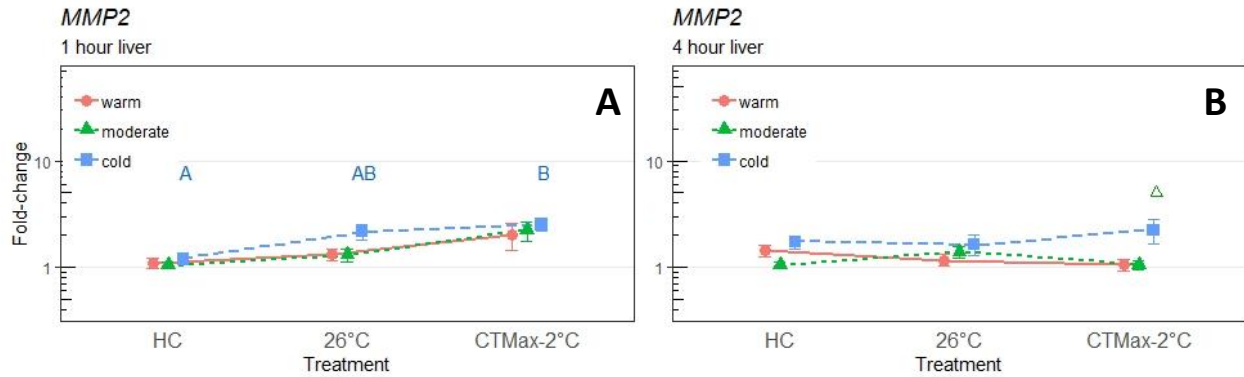 MMP2
1 hour liver
A
warm
moderate
cold
10
1
A
AB
B
Fold-change
HC
26°C
CTMax-2°C
Treatment
MMP2
4 hour liver
B
warm
moderate
cold
10
1
HC
26°C
CTMax-2°C
Treatment